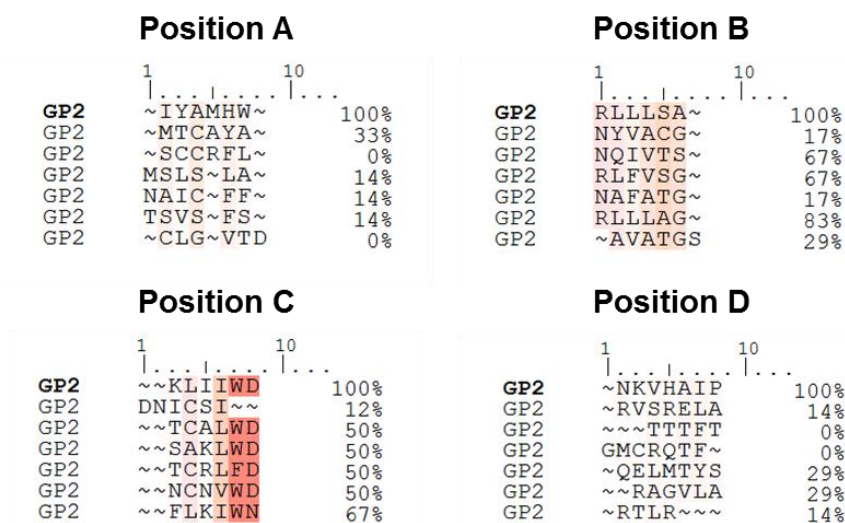 Position A
1 10
GP2 ~IYAMHW~ 100%
GP2 ~MTCAYA~ 33%
GP2 ~SCCRFL~ 0%
GP2 MSLS~LA~ 14%
GP2 NAIC~FF~ 14%
GP2 TSVS~FS~ 14%
GP2 ~CLG~VTD 0%
Position B
1 10
GP2 RLLLSA~ 100%
GP2 NYVACG~ 17%
GP2 NQIVTS~ 67%
GP2 RLFVSG~ 67%
GP2 NAFATG~ 17%
GP2 RLLLAG~ 83%
GP2 ~AVATGS 29%
Position C
1 10
GP2 ~~KLIIWD 100%
GP2 DNICSI~~ 12%
GP2 ~~TCALWD 50%
GP2 ~~SAKLWD 50%
GP2 ~~TCRLFD 50%
GP2 ~~NCNVWD 50%
GP2 ~~FLKIWN 67%
Position D
1 10
GP2 ~NKVHAIP 100%
GP2 ~RVSRELA 14%
GP2 ~~~TTTFT 0%
GP2 GMCRQTF~ 0%
GP2 ~QELMTYS 29%
GP2 ~~RAGVLA 29%
GP2 ~RTLR~~~ 14%